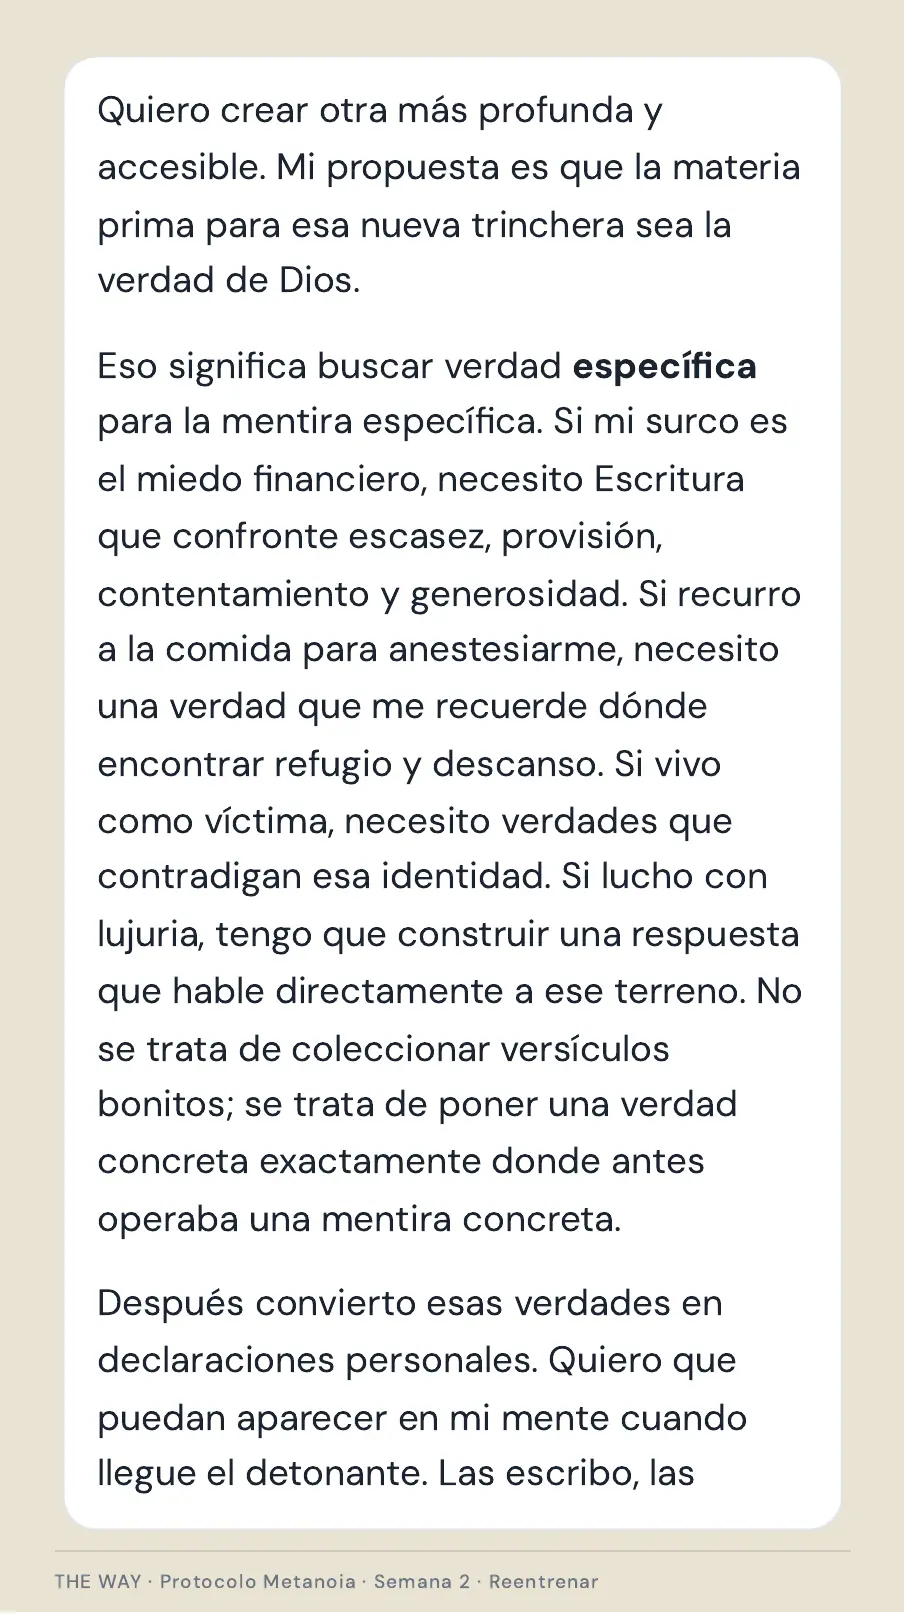 Quiero crear otra más profunda y
accesible. Mi propuesta es que la materia
prima para esa nueva trinchera sea la
verdad de Dios.
Eso significa buscar verdad específica
para la mentira específica. Si mi surco es
el miedo financiero, necesito Escritura
que confronte escasez, provisión,
contentamiento y generosidad. Si recurro
a la comida para anestesiarme, necesito
una verdad que me recuerde dónde
encontrar refugio y descanso. Si vivo
como víctima, necesito verdades que
contradigan esa identidad. Si lucho con
lujuria, tengo que construir una respuesta
que hable directamente a ese terreno. No
se trata de coleccionar versículos
bonitos; se trata de poner una verdad
concreta exactamente donde antes
operaba una mentira concreta.
Después convierto esas verdades en
declaraciones personales. Quiero que
puedan aparecer en mi mente cuando
llegue el detonante. Las escribo, las
THE WAY · Protocolo Metanoia · Semana 2 · Reentrenar